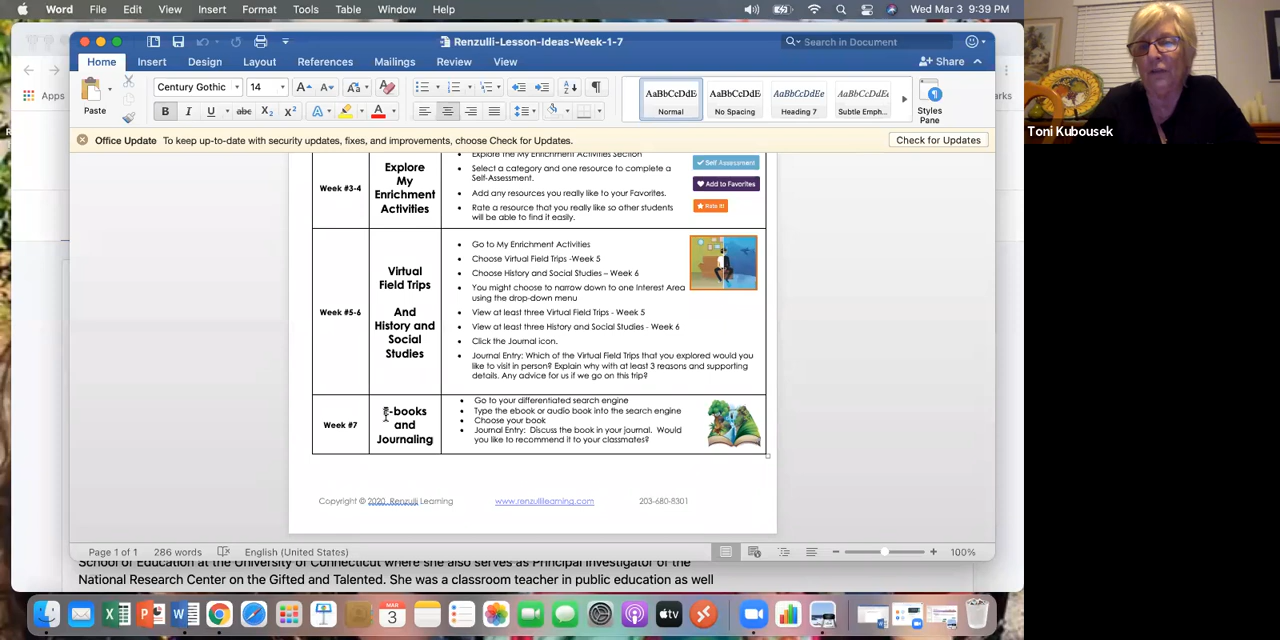 Word File Edit View Insert Format Tools Table Window Help Wed Mar 3 9:39 PM
Renzulli-Lesson-Ideas-Week-1-7
Search in Document
Home Insert Design Layout References Mailings Review View Share
Paste
Century Gothic 14
AaBbCcDdE AaBbCcDdE AaBbCcDdE AaBbCcDdE
Normal No Spacing Heading 7 Subtle Emph...
Styles Pane
Apps
Office Update To keep up-to-date with security updates, fixes, and improvements, choose Check for Updates. Check for Updates
Week #3-4
Explore
My
Enrichment
Activities
Explore the My Enrichment Activities Section
Select a category and one resource to complete a
Self-Assessment.
Add any resources you really like to your Favorites.
Rate a resource that you really like so other students
will be able to find it easily.
Self Assessment
Add to Favorites
Rate It!
Week #5-6
Virtual
Field Trips
And
History and
Social
Studies
Go to My Enrichment Activities
Choose Virtual Field Trips -Week 5
Choose History and Social Studies – Week 6
You might choose to narrow down to one Interest Area
using the drop-down menu
View at least three Virtual Field Trips - Week 5
View at least three History and Social Studies - Week 6
Click the Journal icon.
Journal Entry: Which of the Virtual Field Trips that you explored would you
like to visit in person? Explain why with at least 3 reasons and supporting
details. Any advice for us if we go on this trip?
Week #7
E-books
and
Journaling
Go to your differentiated search engine
Type the ebook or audio book into the search engine
Choose your book
Journal Entry: Discuss the book in your journal. Would
you like to recommend it to your classmates?
Copyright © 2020, Renzulli Learning www.renzullilearning.com 203-680-8301
Page 1 of 1 286 words English (United States) 100%
School of Education at the University of Connecticut where she also serves as Principal Investigator of the
National Research Center on the Gifted and Talented. She was a classroom teacher in public education as well
MAR
3
tv
Toni Kubousek